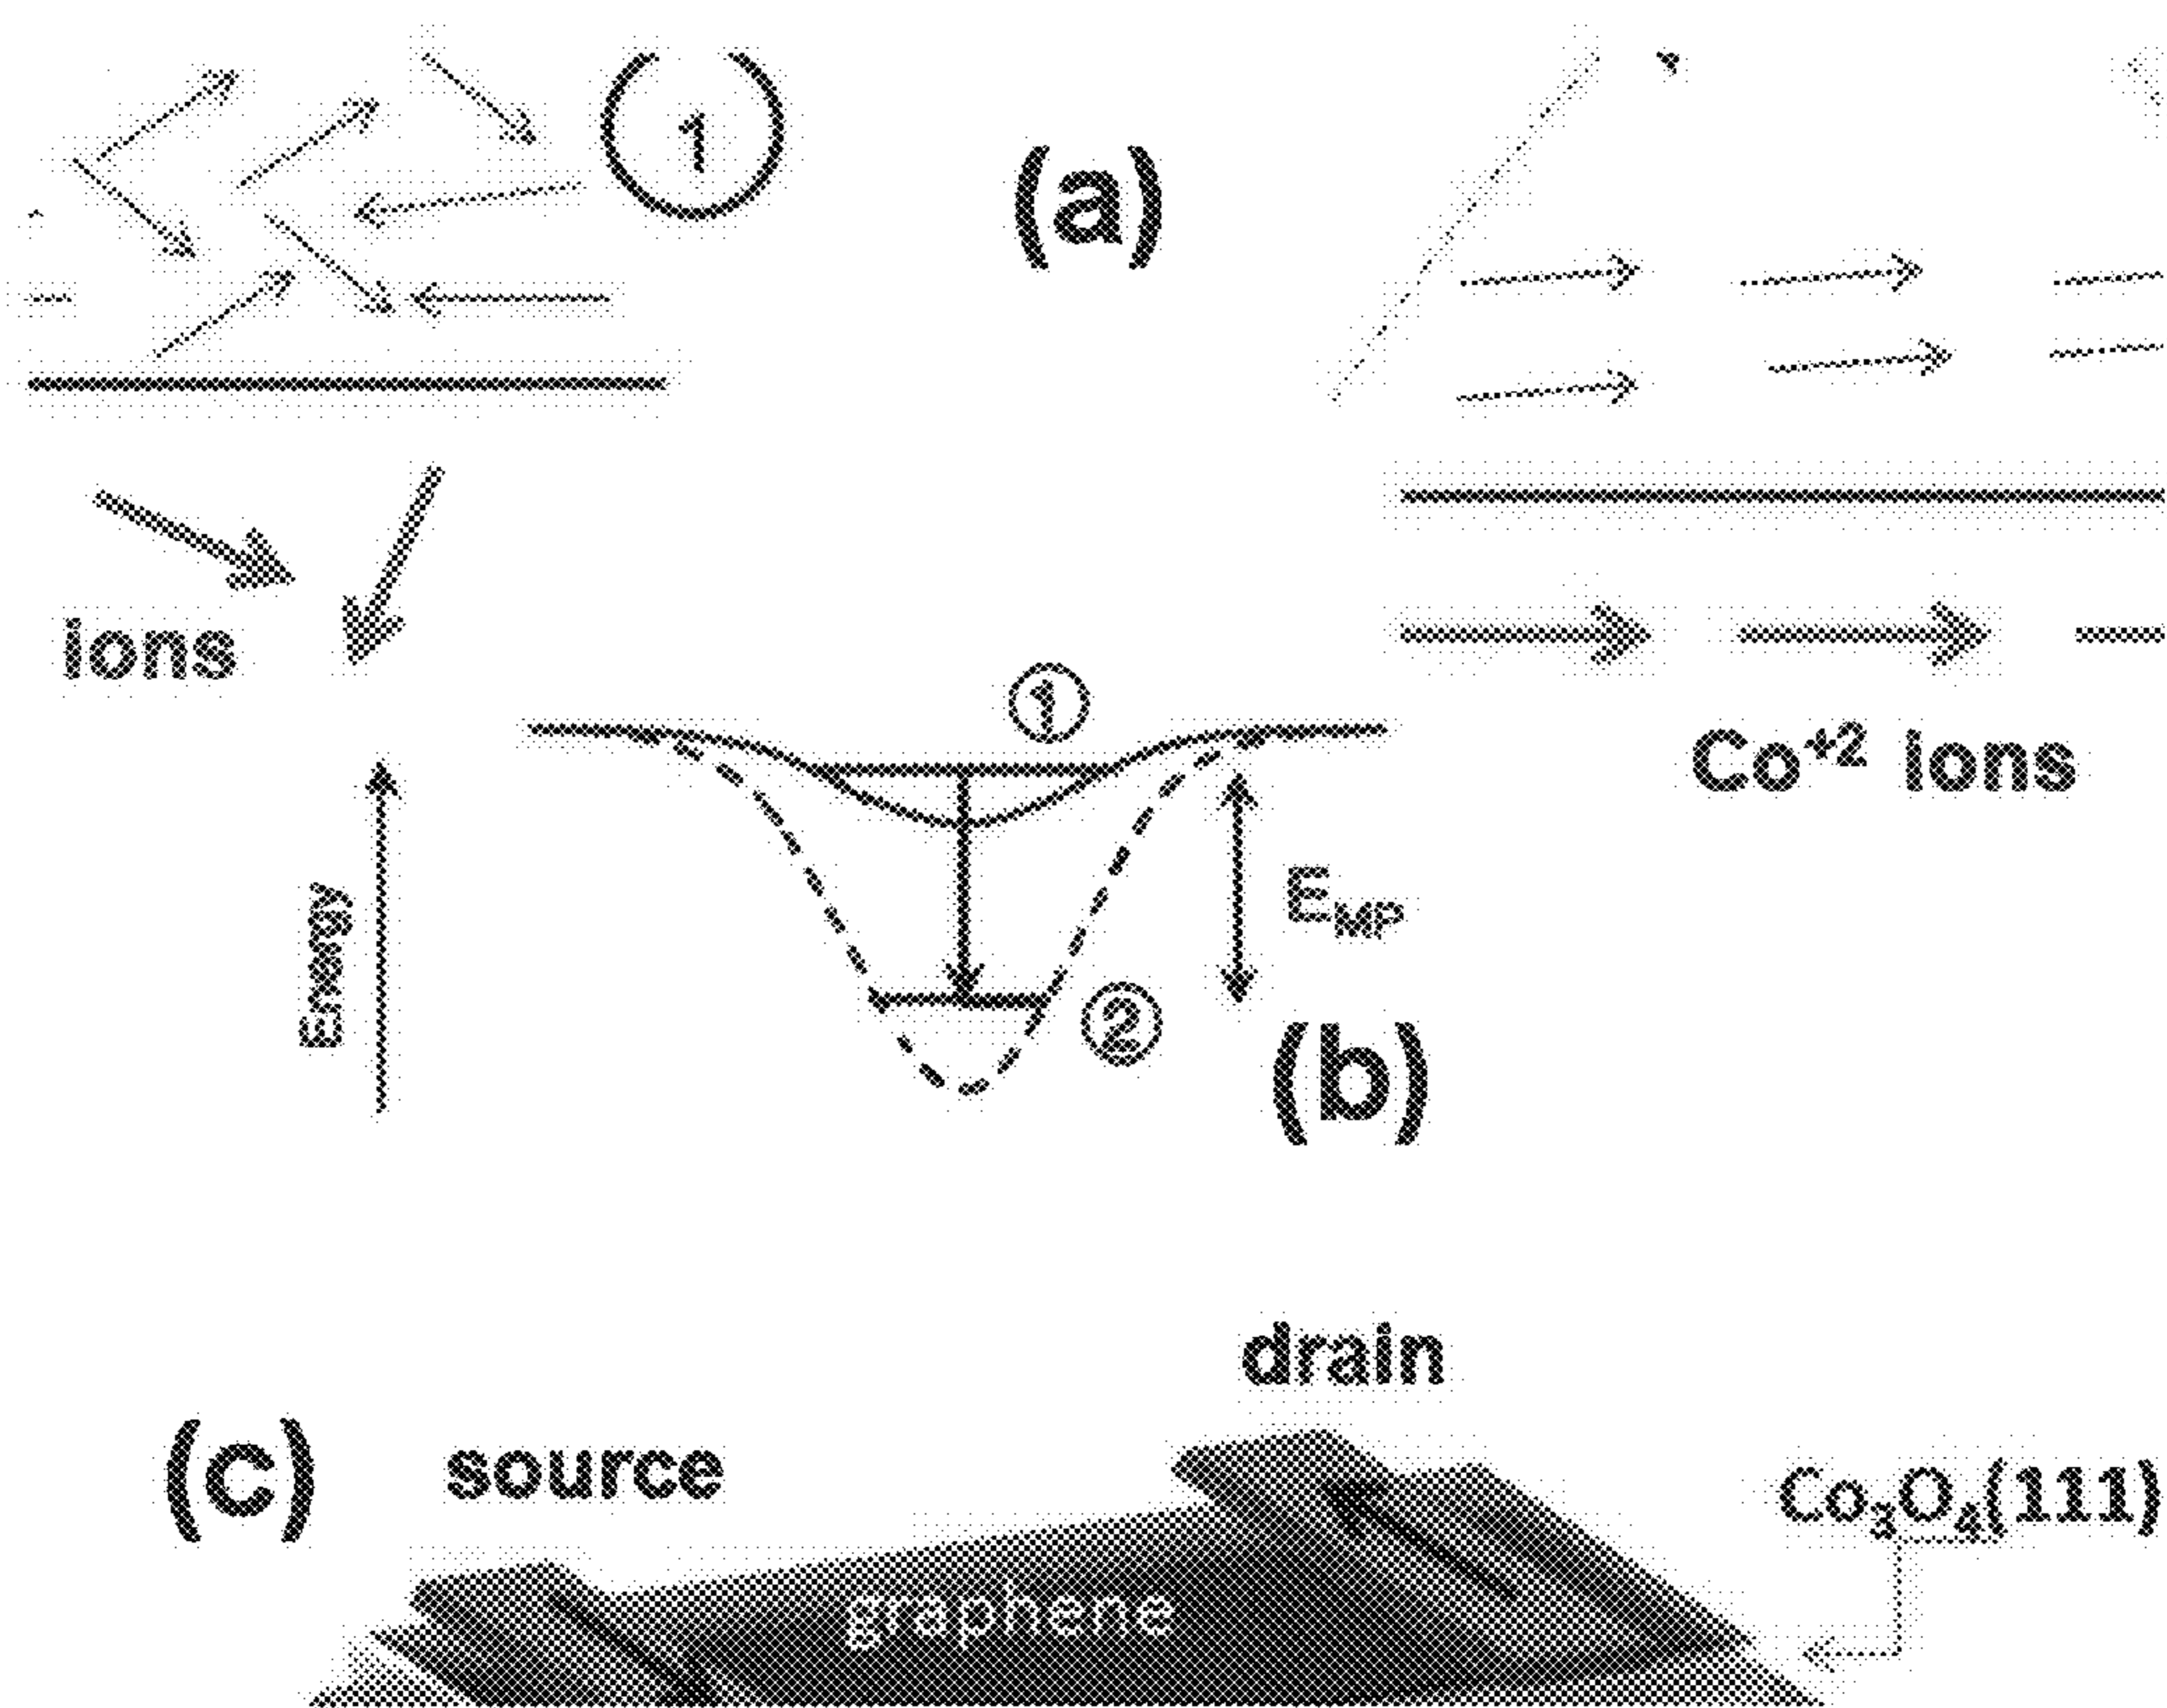 1
(a)
ions
1
Co+2 ions
Energy
EMP
2
(b)
drain
(c)
source
Co3O4(111)
graphene